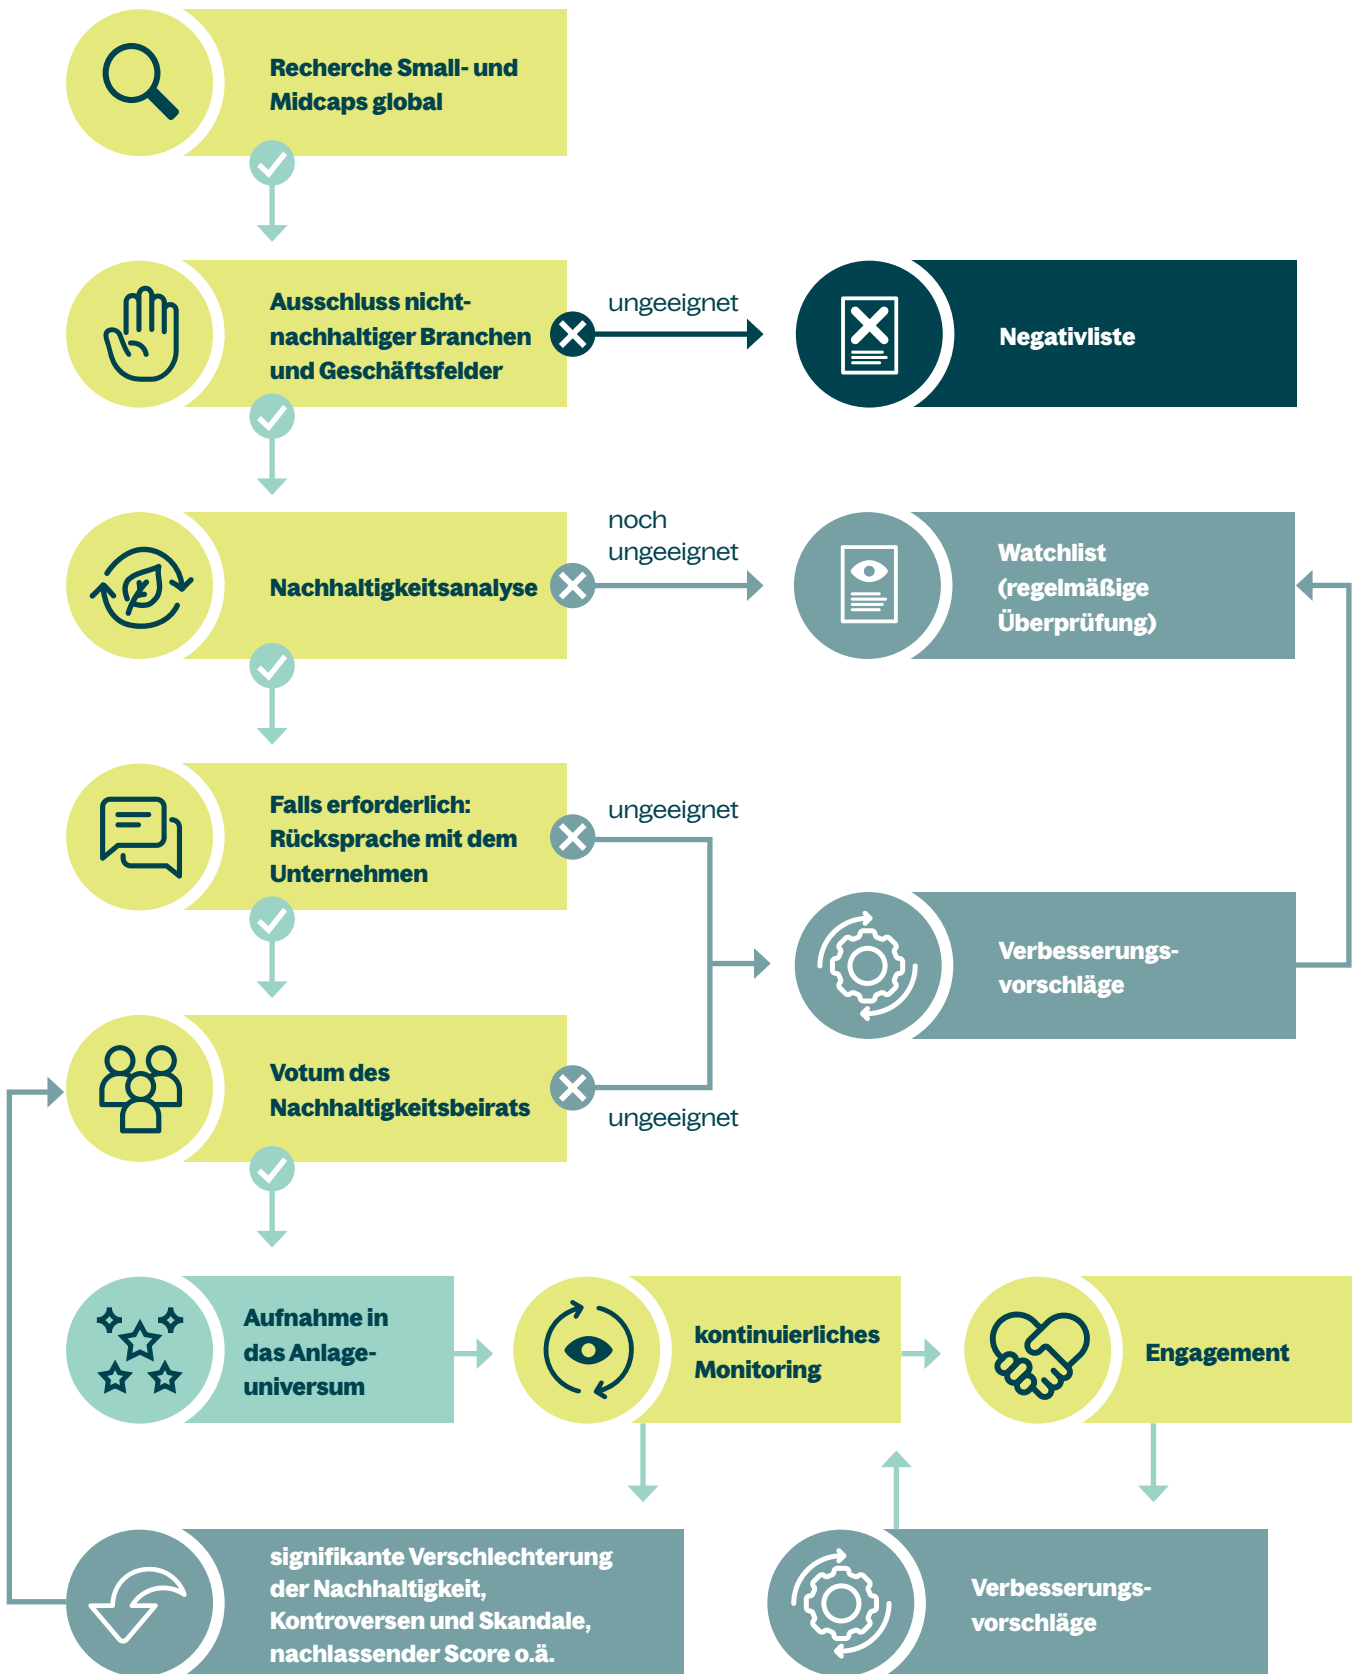 Recherche Small- und
Midcaps global
Ausschluss nicht-
nachhaltiger Branchen
und Geschäftsfelder
ungeeignet
Negativliste
Nachhaltigkeitsanalyse
noch
ungeeignet
Watchlist
(regelmäßige
Überprüfung)
Falls erforderlich:
Rücksprache mit dem
Unternehmen
ungeeignet
Verbesserungs-
vorschläge
Votum des
Nachhaltigkeitsbeirats
ungeeignet
Aufnahme in
das Anlage-
universum
kontinuierliches
Monitoring
Engagement
signifikante Verschlechterung
der Nachhaltigkeit,
Kontroversen und Skandale,
nachlassender Score o.ä.
Verbesserungs-
vorschläge